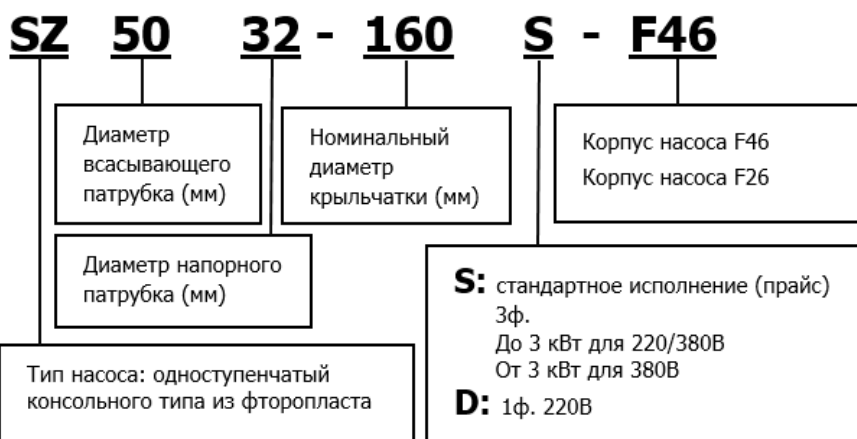 SZ 50 32 - 160 S - F46
Диаметр
всасывающего
патрубка (мм)
Номинальный
диаметр
крыльчатки (мм)
Корпус насоса F46
Корпус насоса F26
Диаметр напорного
патрубка (мм)
S: стандартное исполнение (прайс)
3ф.
До 3 кВт для 220/380В
От 3 кВт для 380В
D: 1ф. 220В
Тип насоса: одноступенчатый
консольного типа из фторопласта